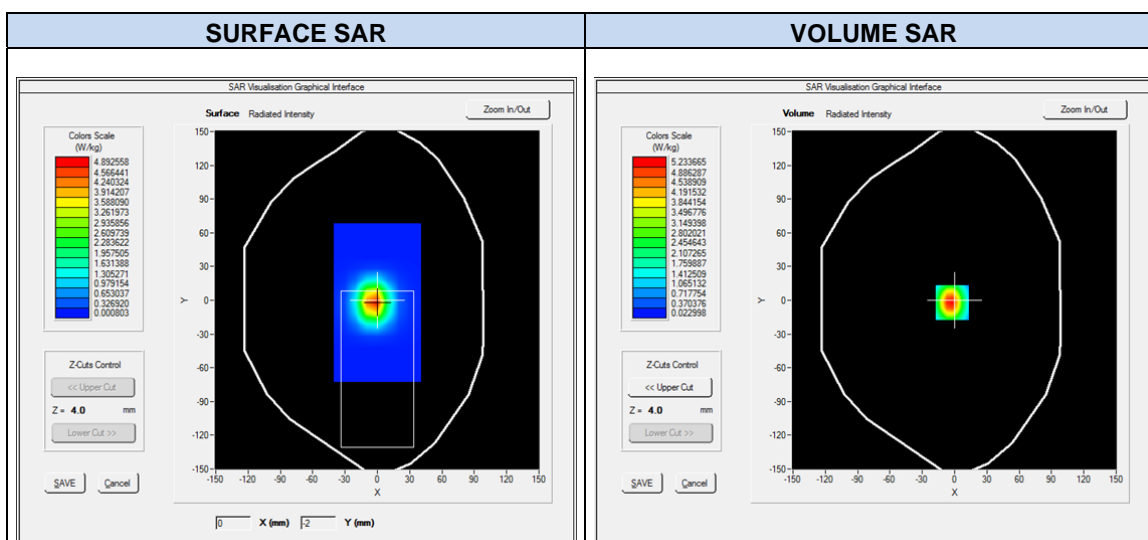 SURFACE SAR
VOLUME SAR
SAR Visualisation Graphical Interface
Surface Radiated Intensity
Zoom In/Out
Colors Scale
(W/kg)
4.892558
4.566441
4.240324
3.914207
3.588090
3.261973
2.935856
2.609739
2.283622
1.957505
1.631388
1.305271
0.979154
0.653037
0.326920
0.000803
Z-Cuts Control
<< Upper Cut
Z = 4.0 mm
Lower Cut >>
SAVE Cancel
150
120
90
60
30
0
-30
-60
-90
-120
-150
Y
-150 -120 -90 -60 -30 0 30 60 90 120 150
X
0 X (mm) -2 Y (mm)
SAR Visualisation Graphical Interface
Volume Radiated Intensity
Zoom In/Out
Colors Scale
(W/kg)
5.233665
4.886287
4.538909
4.191532
3.844154
3.496776
3.149398
2.802021
2.454643
2.107265
1.759887
1.412509
1.065132
0.717754
0.370376
0.022998
Z-Cuts Control
<< Upper Cut
Z = 4.0 mm
Lower Cut >>
SAVE Cancel
150
120
90
60
30
0
-30
-60
-90
-120
-150
Y
-150 -120 -90 -60 -30 0 30 60 90 120 150
X